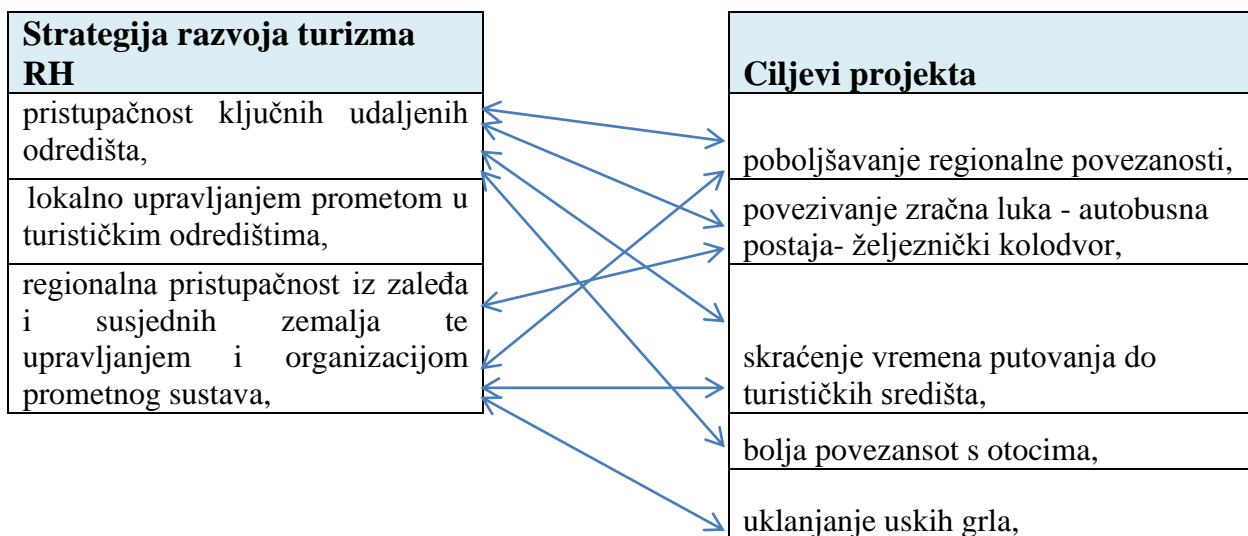 Strategija razvoja turizma
RH
pristupačnost ključnih udaljenih
odredišta,
lokalno upravljanjem prometom u
turističkim odredištima,
regionalna pristupačnost iz zaleđa
i susjednih zemalja te
upravljanjem i organizacijom
prometnog sustava,
Ciljevi projekta
poboljšavanje regionalne povezanosti,
povezivanje zračna luka - autobusna
postaja- željeznički kolodvor,
skraćenje vremena putovanja do
turističkih središta,
bolja povezansot s otocima,
uklanjanje uskih grla,